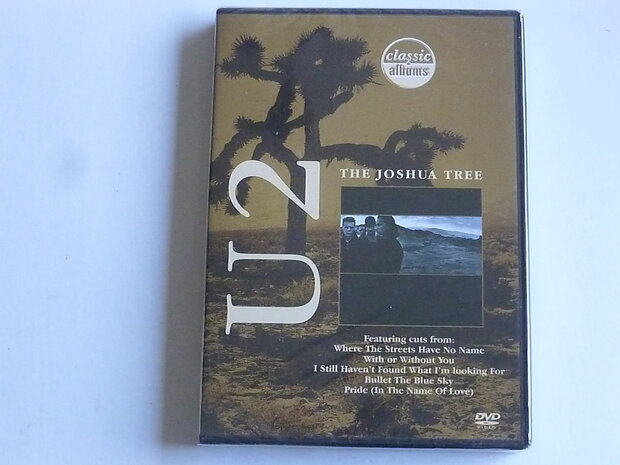 classic
albums
U2
THE JOSHUA TREE
Featuring cuts from:
Where The Streets Have No Name
With or Without You
I Still Haven't Found What I'm looking For
Bullet The Blue Sky
Pride (In The Name Of Love)
DVD
VIDEO